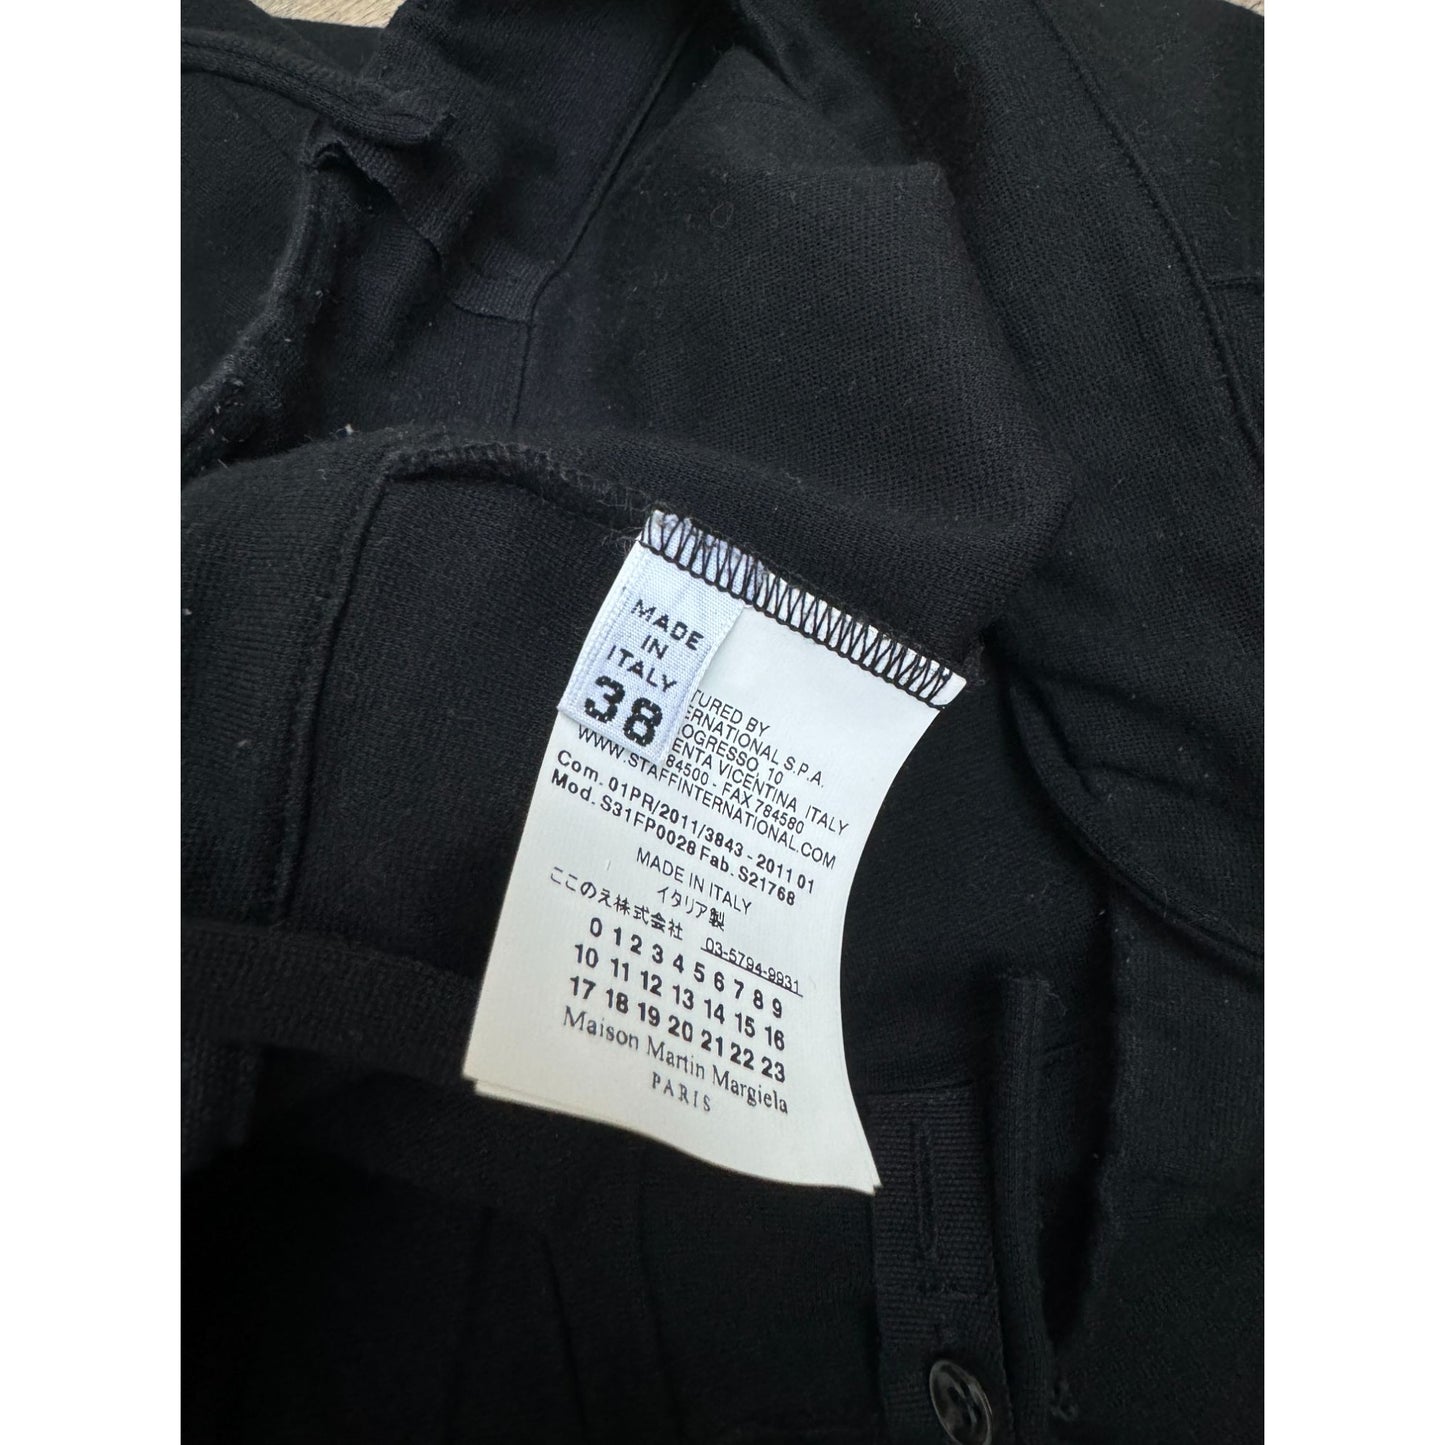 MADE
IN
ITALY
38
TURED BY
ERNATIONAL S.P.A.
OGRESSO, 10
ENTA VICENTINA ITALY
84500 - FAX 784580
WWW.STAFFINTERNATIONAL.COM
Com. 01PR/2011/3843 - 2011 01
Mod. S31FP0028 Fab. S21768
MADE IN ITALY
イタリア製
ここのえ株式会社 03-5794-9931
0 1 2 3 4 5 6 7 8 9
10 11 12 13 14 15 16
17 18 19 20 21 22 23
Maison Martin Margiela
PARIS